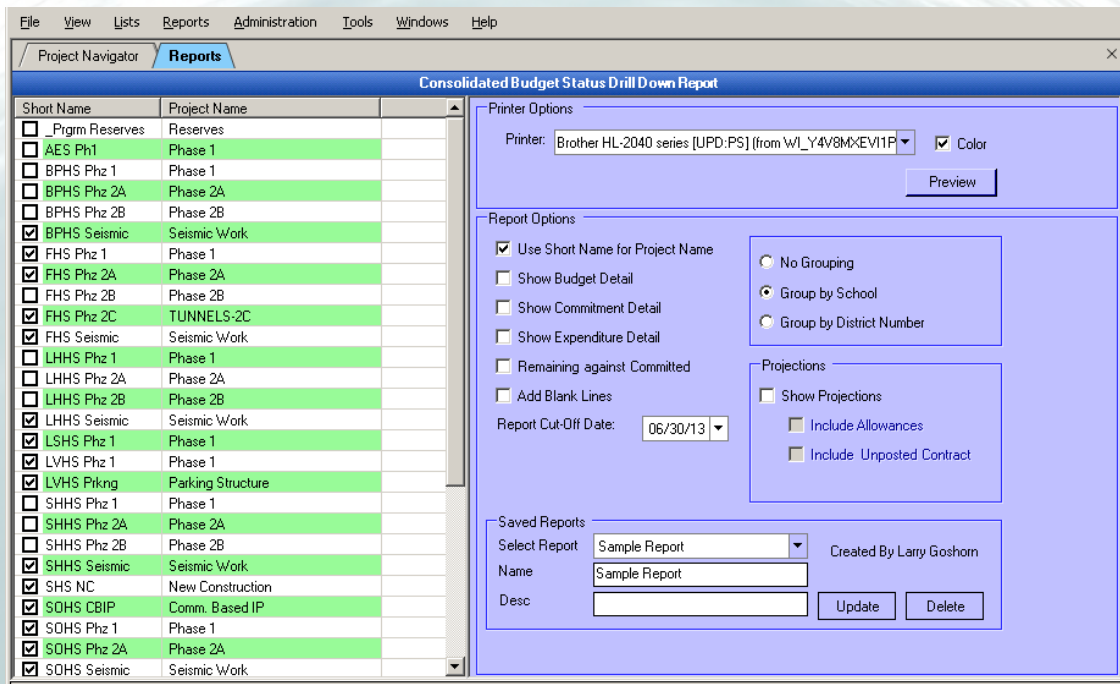 File View Lists Reports Administration Tools Windows Help
Project Navigator Reports
Consolidated Budget Status Drill Down Report
Short Name Project Name
_Prgrm Reserves Reserves
AES Ph1 Phase 1
BPHS Phz 1 Phase 1
BPHS Phz 2A Phase 2A
BPHS Phz 2B Phase 2B
BPHS Seismic Seismic Work
FHS Phz 1 Phase 1
FHS Phz 2A Phase 2A
FHS Phz 2B Phase 2B
FHS Phz 2C TUNNELS-2C
FHS Seismic Seismic Work
LHHS Phz 1 Phase 1
LHHS Phz 2A Phase 2A
LHHS Phz 2B Phase 2B
LHHS Seismic Seismic Work
LSHS Phz 1 Phase 1
LVHS Phz 1 Phase 1
LVHS Prkng Parking Structure
SHHS Phz 1 Phase 1
SHHS Phz 2A Phase 2A
SHHS Phz 2B Phase 2B
SHHS Seismic Seismic Work
SHS NC New Construction
SOHS CBIP Comm. Based IP
SOHS Phz 1 Phase 1
SOHS Phz 2A Phase 2A
SOHS Seismic Seismic Work
Printer Options
Printer: Brother HL-2040 series [UPD:PS] (from WI_Y4V8MXEVI1P Color
Preview
Report Options
Use Short Name for Project Name
Show Budget Detail
Show Commitment Detail
Show Expenditure Detail
Remaining against Committed
Add Blank Lines
Report Cut-Off Date: 06/30/13
No Grouping
Group by School
Group by District Number
Projections
Show Projections
Include Allowances
Include Unposted Contract
Saved Reports
Select Report Sample Report Created By Larry Goshorn
Name Sample Report
Desc Update Delete